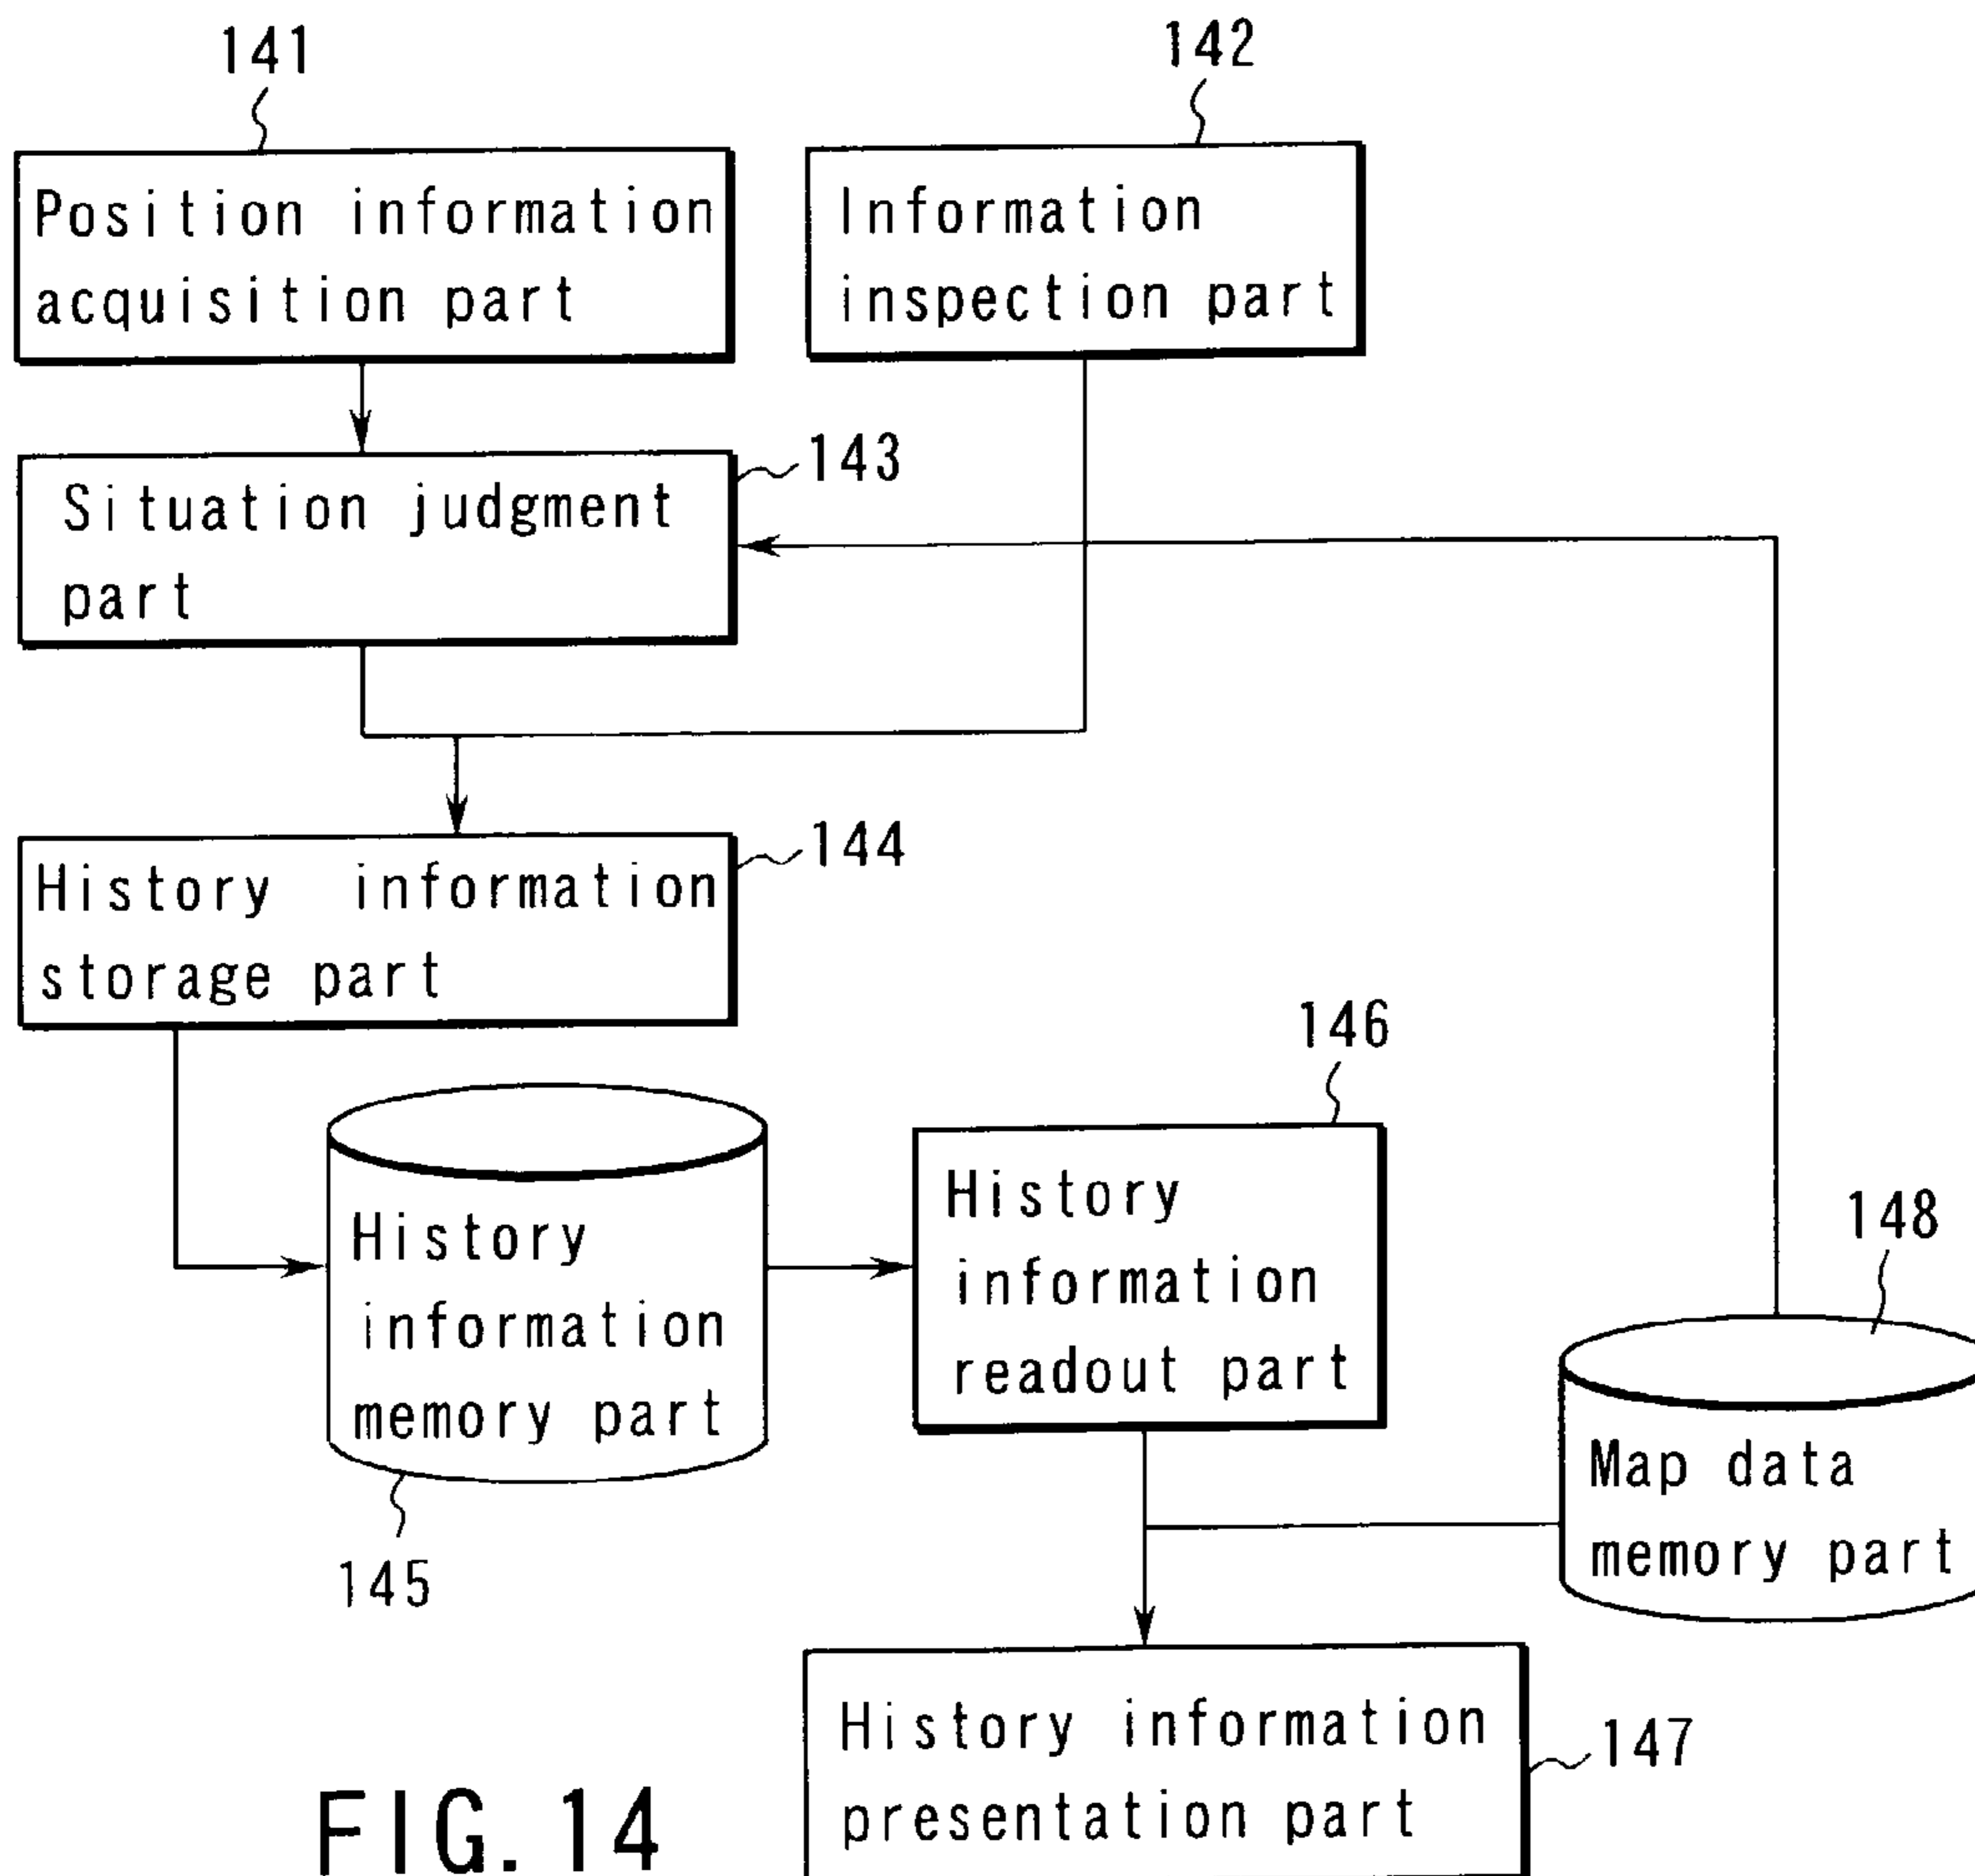 141
142
Position information
acquisition part
Information
inspection part
143
Situation judgment
part
144
History information
storage part
146
History
information
readout part
148
History
information
memory part
145
Map data
memory part
History information
presentation part
147
FIG. 14